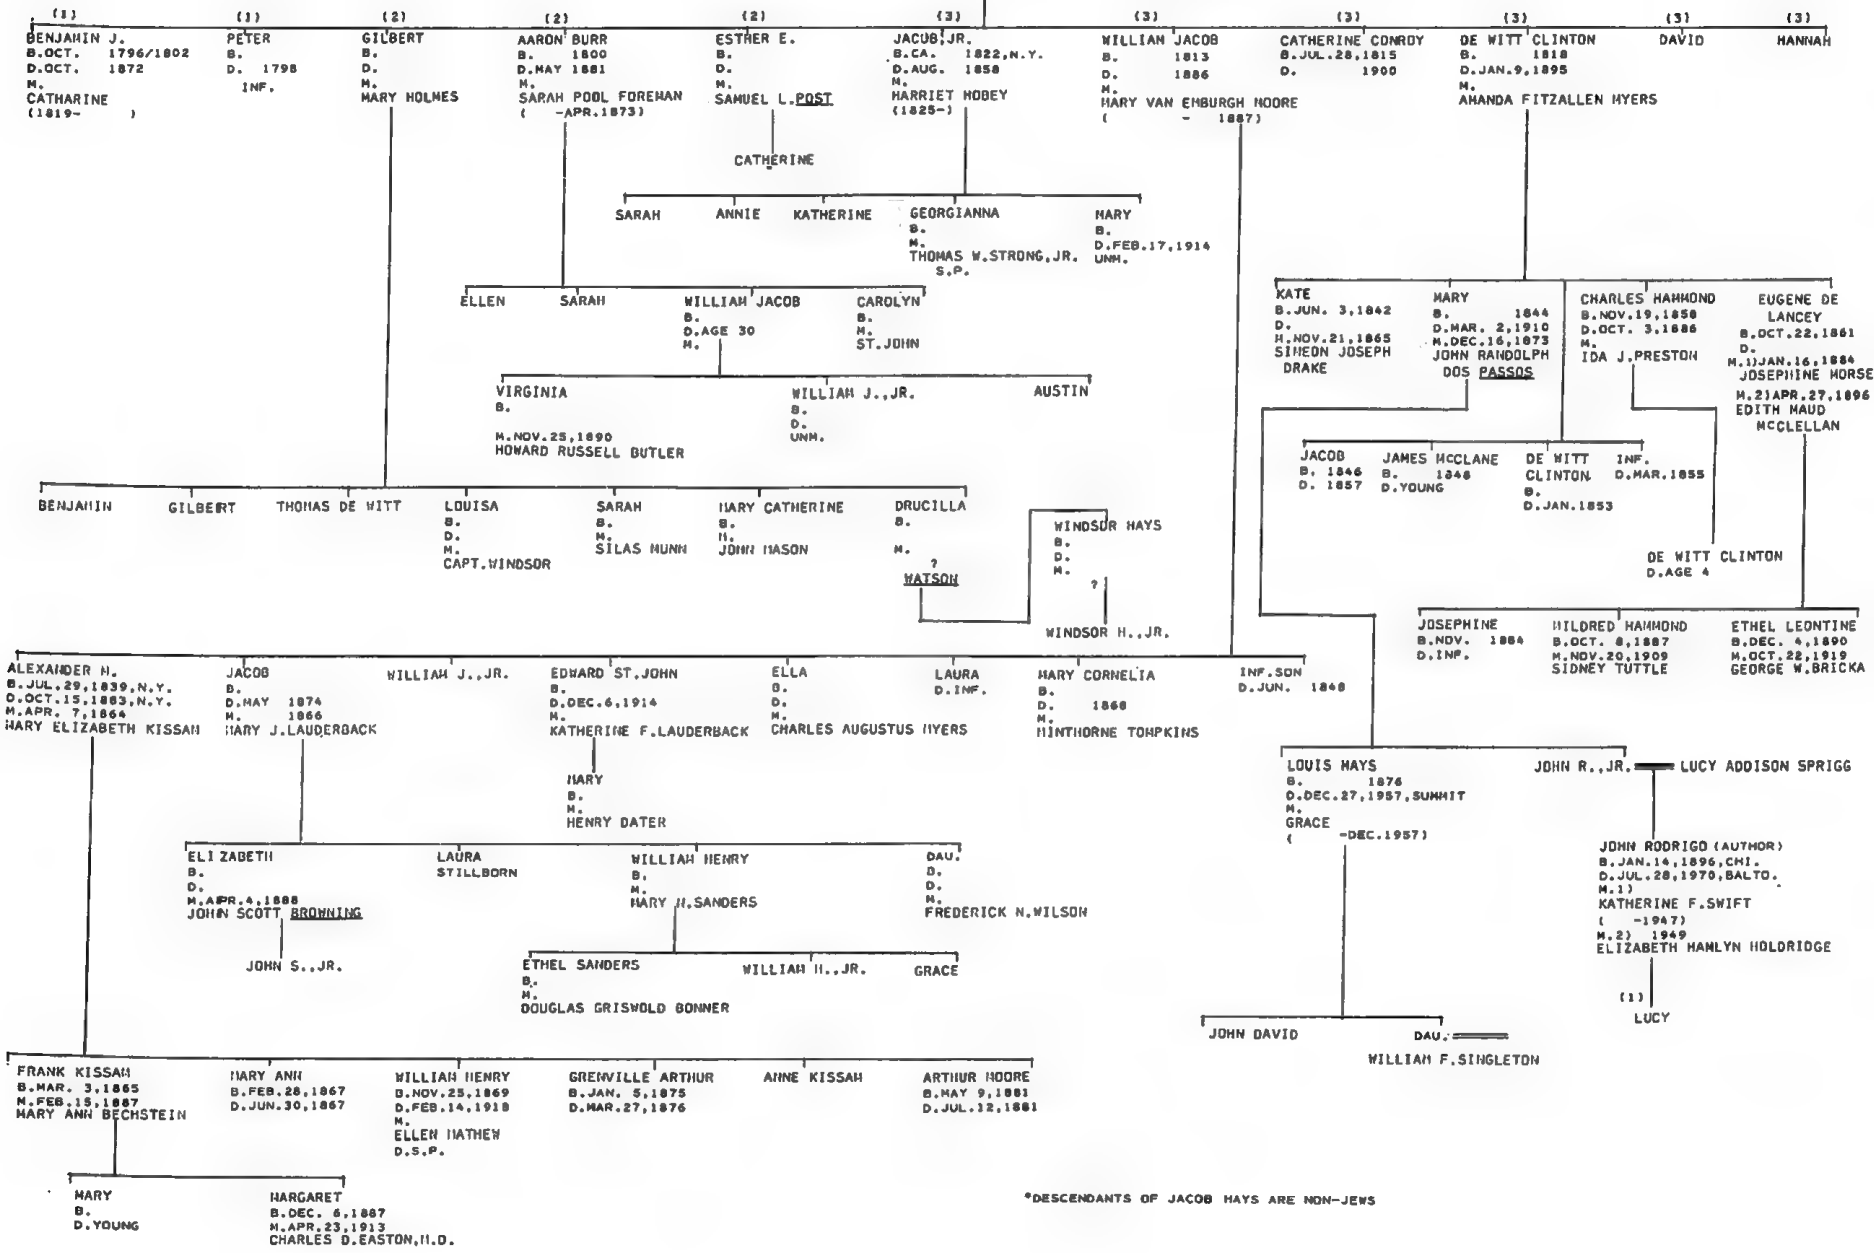 (1) (1) (2) (2) (2) (3) (3) (3) (3) (3) (3)
BENJAMIN J.
B.OCT. 1796/1802
D.OCT. 1872
M.
CATHARINE
(1819- )
PETER
B.
D. 1798
INF.
GILBERT
B.
D.
M.
MARY HOLMES
AARON BURR
B. 1800
D.MAY 1881
M.
SARAH POOL FOREMAN
( -APR.1873)
ESTHER E.
B.
D.
M.
SAMUEL L.POST
CATHERINE
JACOB,JR.
B.CA. 1822,N.Y.
D.AUG. 1858
M.
HARRIET MOBEY
(1825-)
WILLIAM JACOB
B. 1813
D. 1886
M.
MARY VAN EMBURGH MOORE
( - 1887)
CATHERINE CONROY
B.JUL.28,1815
D. 1900
DE WITT CLINTON
B. 1818
D.JAN.9,1895
M.
AMANDA FITZALLEN MYERS
DAVID
HANNAH
SARAH
ANNIE
KATHERINE
GEORGIANNA
B.
M.
THOMAS W.STRONG,JR.
S.P.
MARY
B.
D.FEB.17,1914
UNM.
ELLEN
SARAH
WILLIAM JACOB
B.
D.AGE 30
M.
CAROLYN
B.
M.
ST.JOHN
KATE
B.JUN. 3,1842
D.
M.NOV.21,1865
SIMEON JOSEPH
DRAKE
MARY
B. 1844
D.MAR. 2,1910
M.DEC.16,1873
JOHN RANDOLPH
DOS PASSOS
CHARLES HAMMOND
B.NOV.19,1858
D.OCT. 3,1886
M.
IDA J.PRESTON
EUGENE DE
LANCEY
B.OCT.22,1861
D.
M.1)JAN.16,1884
JOSEPHINE MORSE
M.2)APR.27,1896
EDITH MAUD
MCCLELLAN
VIRGINIA
B.
M.NOV.25,1890
HOWARD RUSSELL BUTLER
WILLIAM J.,JR.
B.
D.
UNM.
AUSTIN
JACOB
B. 1846
D. 1857
JAMES MCCLANE
B. 1848
D.YOUNG
DE WITT
CLINTON
B.
D.JAN.1853
INF.
D.MAR.1855
BENJAMIN
GILBERT
THOMAS DE WITT
LOUISA
B.
D.
M.
CAPT.WINDSOR
SARAH
B.
M.
SILAS MUNN
MARY CATHERINE
B.
M.
JOHN MASON
DRUCILLA
B.
M.
?
WATSON
WINDSOR HAYS
B.
D.
M.
?
WINDSOR H.,JR.
DE WITT CLINTON
D.AGE 4
JOSEPHINE
B.NOV. 1884
D.INF.
MILDRED HAMMOND
B.OCT. 8,1887
M.NOV.20,1909
SIDNEY TUTTLE
ETHEL LEONTINE
B.DEC. 4,1890
M.OCT.22,1919
GEORGE W.BRICKA
ALEXANDER M.
B.JUL.29,1839,N.Y.
D.OCT.15,1883,N.Y.
M.APR. 7,1864
MARY ELIZABETH KISSAM
JACOB
B.
D.MAY 1874
M. 1866
MARY J.LAUDERBACK
WILLIAM J.,JR.
EDWARD ST.JOHN
B.
D.DEC.6,1914
M.
KATHERINE F.LAUDERBACK
ELLA
B.
D.
M.
CHARLES AUGUSTUS MYERS
LAURA
D.INF.
MARY CORNELIA
B.
D. 1868
M.
MINTHORNE TOMPKINS
INF.SON
D.JUN. 1848
MARY
B.
M.
HENRY DATER
LOUIS HAYS
B. 1876
D.DEC.27,1957,SUMMIT
M.
GRACE
( -DEC.1957)
JOHN R.,JR.
LUCY ADDISON SPRIGG
ELIZABETH
B.
D.
M.APR.4,1888
JOHN SCOTT BROWNING
LAURA
STILLBORN
WILLIAM HENRY
B.
M.
MARY M.SANDERS
DAU.
B.
D.
M.
FREDERICK N.WILSON
JOHN RODRIGO (AUTHOR)
B.JAN.14,1896,CHI.
D.JUL.28,1970,BALTO.
M.1)
KATHERINE F.SWIFT
( -1947)
M.2) 1949
ELIZABETH HAMLYN HOLDRIDGE
JOHN S.,JR.
ETHEL SANDERS
B.
M.
DOUGLAS GRISWOLD BONNER
WILLIAM H.,JR.
GRACE
(1)
LUCY
JOHN DAVID
DAU.
WILLIAM F.SINGLETON
FRANK KISSAM
B.MAR. 3,1865
M.FEB.15,1887
MARY ANN BECHSTEIN
MARY ANN
B.FEB.28,1867
D.JUN.30,1867
WILLIAM HENRY
B.NOV.25,1869
D.FEB.14,1918
M.
ELLEN MATHEW
D.S.P.
GRENVILLE ARTHUR
B.JAN. 5,1875
D.MAR.27,1876
ANNE KISSAM
ARTHUR MOORE
B.MAY 9,1881
D.JUL.12,1881
MARY
B.
D.YOUNG
MARGARET
B.DEC. 6,1887
M.APR.23,1913
CHARLES D.EASTON,M.D.
*DESCENDANTS OF JACOB HAYS ARE NON-JEWS